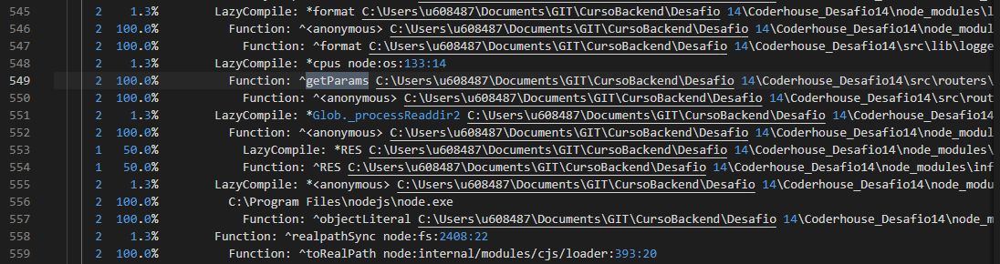 545 2 1.3% LazyCompile: *format C:\Users\u608487\Documents\GIT\CursoBackend\Desafio 14\Coderhouse_Desafio14\node_modules\l
546 2 100.0% Function: ^<anonymous> C:\Users\u608487\Documents\GIT\CursoBackend\Desafio 14\Coderhouse_Desafio14\node_modul
547 2 100.0% Function: ^format C:\Users\u608487\Documents\GIT\CursoBackend\Desafio 14\Coderhouse_Desafio14\src\lib\logge
548 2 1.3% LazyCompile: *cpus node:os:133:14
549 2 100.0% Function: ^getParams C:\Users\u608487\Documents\GIT\CursoBackend\Desafio 14\Coderhouse_Desafio14\src\routers\
550 2 100.0% Function: ^<anonymous> C:\Users\u608487\Documents\GIT\CursoBackend\Desafio 14\Coderhouse_Desafio14\src\rout
551 2 1.3% LazyCompile: *Glob._processReaddir2 C:\Users\u608487\Documents\GIT\CursoBackend\Desafio 14\Coderhouse_Desafio14
552 2 100.0% Function: ^<anonymous> C:\Users\u608487\Documents\GIT\CursoBackend\Desafio 14\Coderhouse_Desafio14\node_modul
553 1 50.0% LazyCompile: *RES C:\Users\u608487\Documents\GIT\CursoBackend\Desafio 14\Coderhouse_Desafio14\node_modules\
554 1 50.0% Function: ^RES C:\Users\u608487\Documents\GIT\CursoBackend\Desafio 14\Coderhouse_Desafio14\node_modules\inf
555 2 1.3% LazyCompile: *<anonymous> C:\Users\u608487\Documents\GIT\CursoBackend\Desafio 14\Coderhouse_Desafio14\node_modu
556 2 100.0% C:\Program Files\nodejs\node.exe
557 2 100.0% Function: ^objectLiteral C:\Users\u608487\Documents\GIT\CursoBackend\Desafio 14\Coderhouse_Desafio14\node_m
558 2 1.3% Function: ^realpathSync node:fs:2408:22
559 2 100.0% Function: ^toRealPath node:internal/modules/cjs/loader:393:20